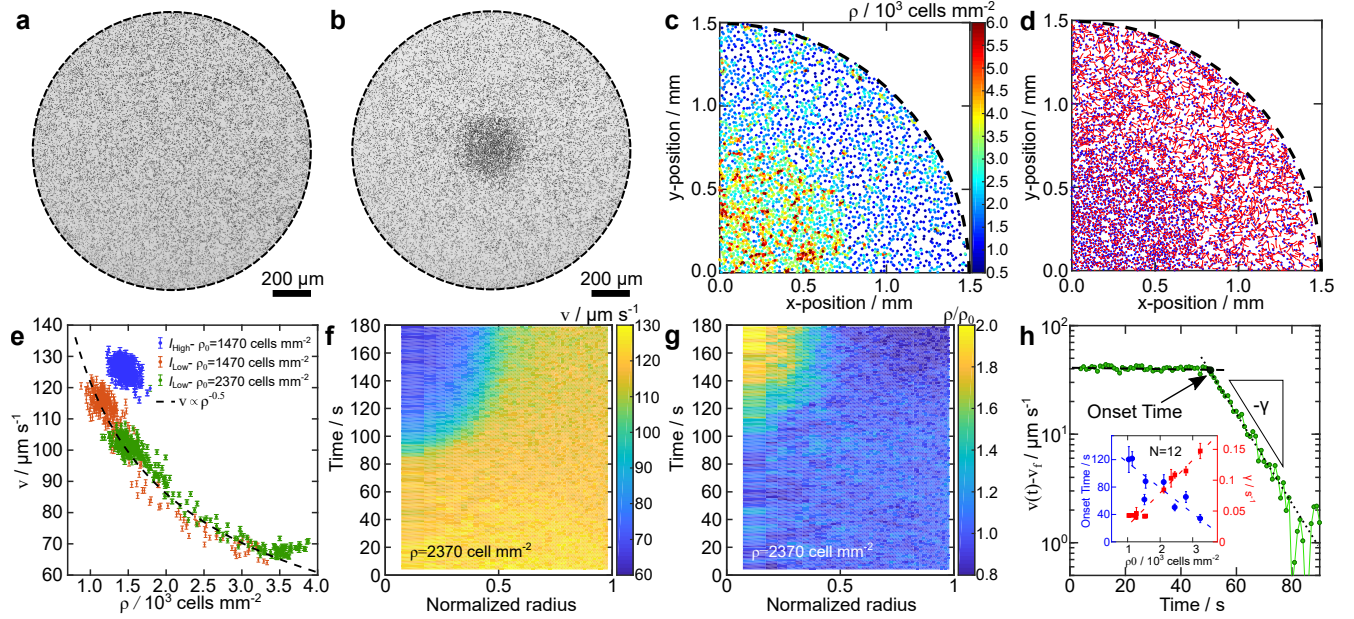 a
200 µm
b
200 µm
c
ρ / 10³ cells mm⁻²
y-position / mm
1.5
1.0
0.5
0.0
0.0 0.5 1.0 1.5
x-position / mm
6.0
5.5
5.0
4.5
4.0
3.5
3.0
2.5
2.0
1.5
1.0
0.5
d
y-position / mm
1.5
1.0
0.5
0.0
0.0 0.5 1.0 1.5
x-position / mm
e
v / µm s⁻¹
140
130
120
110
100
90
80
70
60
I_High- ρ₀=1470 cells mm⁻²
I_Low- ρ₀=1470 cells mm⁻²
I_Low- ρ₀=2370 cells mm⁻²
v ∝ ρ^-0.5
1.0 1.5 2.0 2.5 3.0 3.5 4.0
ρ / 10³ cells mm⁻²
f
v / µm s⁻¹
Time / s
180
160
140
120
100
80
60
40
20
0
ρ=2370 cell mm⁻²
0 0.5 1
Normalized radius
130
120
110
100
90
80
70
60
g
ρ/ρ₀
Time / s
180
160
140
120
100
80
60
40
20
0
ρ=2370 cell mm⁻²
0 0.5 1
Normalized radius
2.0
1.8
1.6
1.4
1.2
1.0
0.8
h
v(t)-v_f / µm s⁻¹
10²
10¹
10⁰
Onset Time
-γ
N=12
Onset Time / s
120
80
40
0
γ / s⁻¹
0.15
0.1
0.05
0
1 2 3
ρ0 / 10³ cells mm⁻²
0 20 40 60 80
Time / s